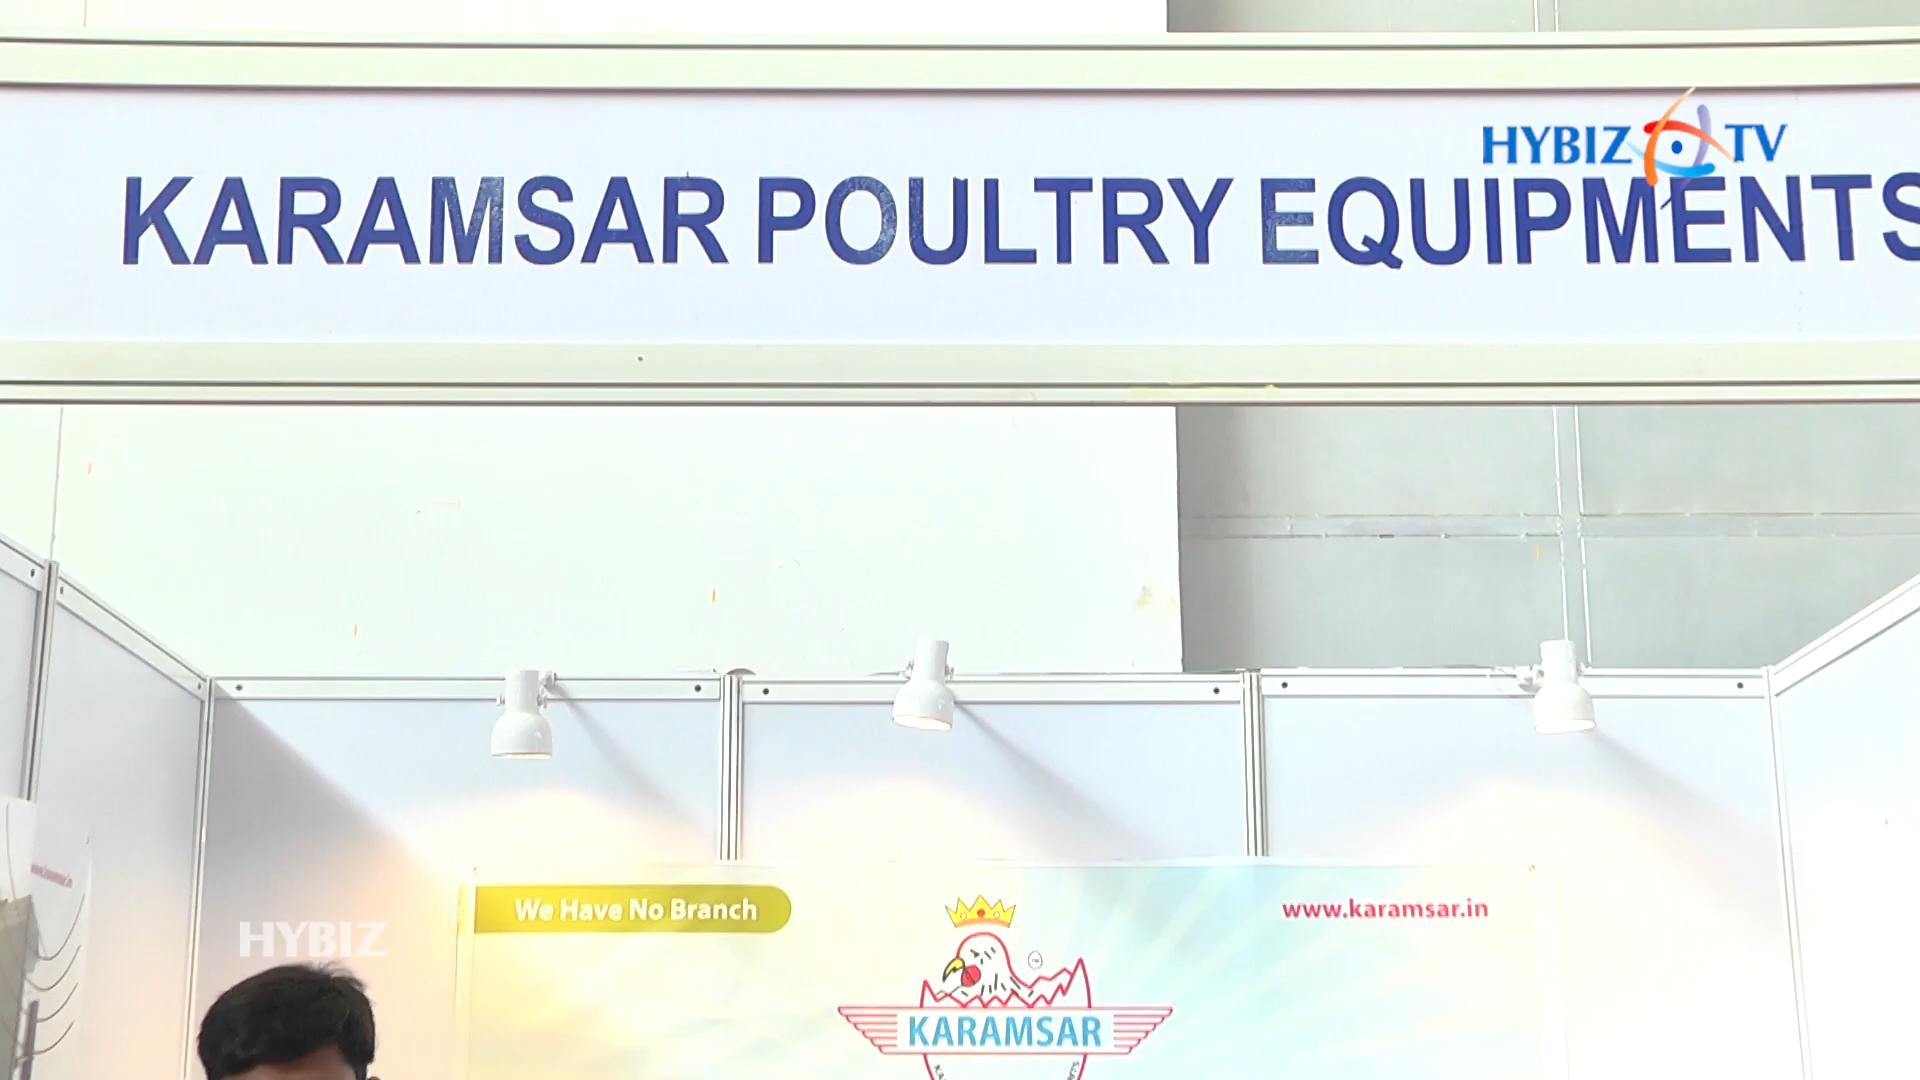 HYBIZ TV
KARAMSAR POULTRY EQUIPMENTS
We Have No Branch
www.karamsar.in
HYBIZ
KARAMSAR